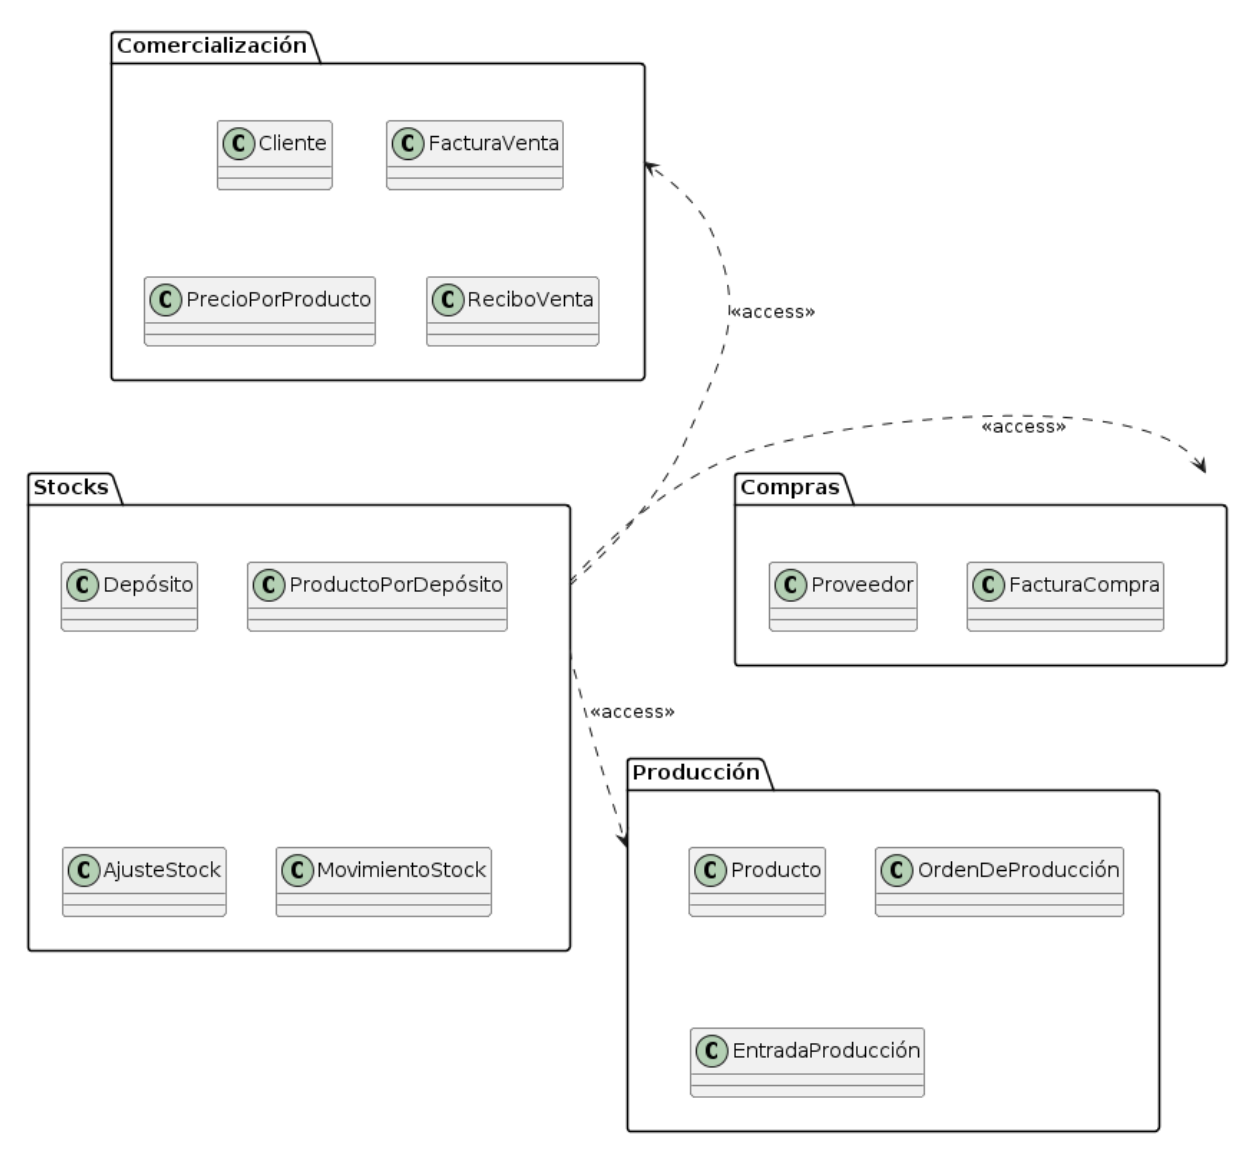 Comercialización
C Cliente
C FacturaVenta
C PrecioPorProducto
C ReciboVenta
«access»
«access»
Stocks
C Depósito
C ProductoPorDepósito
C AjusteStock
C MovimientoStock
Compras
C Proveedor
C FacturaCompra
«access»
Producción
C Producto
C OrdenDeProducción
C EntradaProducción